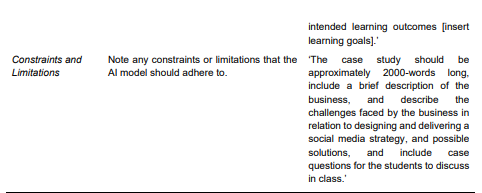 intended learning outcomes [insert
learning goals].'
Constraints and Note any constraints or limitations that the 'The case study should be
Limitations AI model should adhere to. approximately 2000-words long,
include a brief description of the
business, and describe the
challenges faced by the business in
relation to designing and delivering a
social media strategy, and possible
solutions, and include case
questions for the students to discuss
in class.'